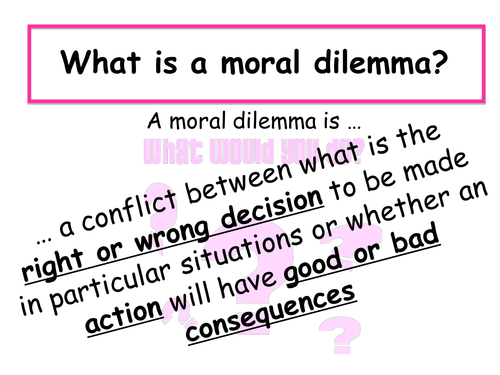 What is a moral dilemma?
A moral dilemma is ...
What would you do?
... a conflict between what is the
right or wrong decision to be made
in particular situations or whether an
action will have good or bad
consequences
? ? ? ?